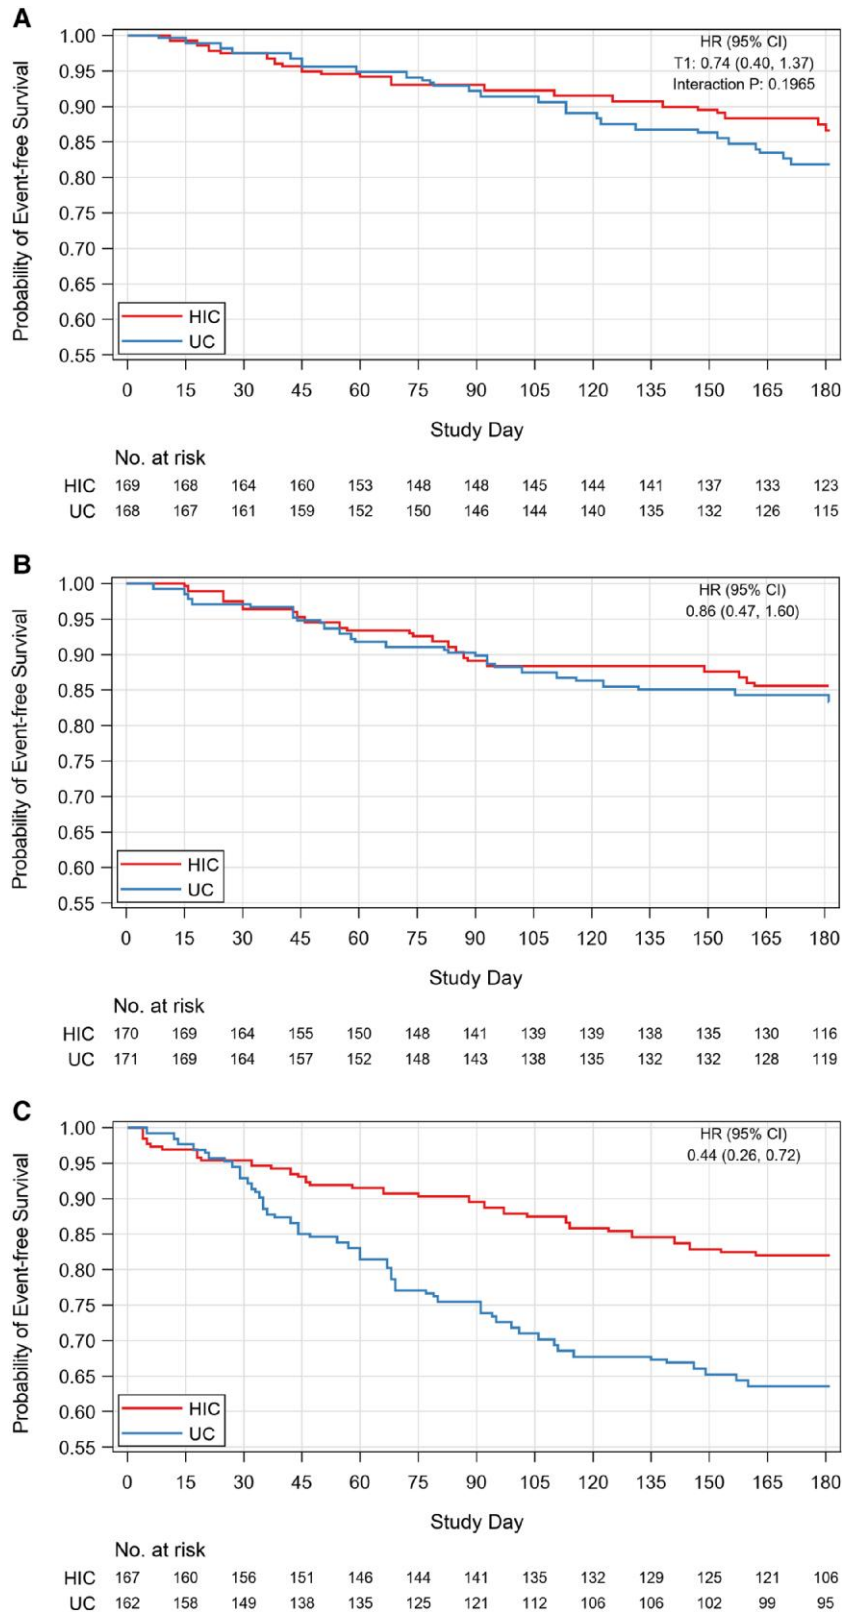 A
Probability of Event-free Survival
1.00
0.95
0.90
0.85
0.80
0.75
0.70
0.65
0.60
0.55
HR (95% CI)
T1: 0.74 (0.40, 1.37)
Interaction P: 0.1965
HIC
UC
0 15 30 45 60 75 90 105 120 135 150 165 180
Study Day
No. at risk
HIC 169 168 164 160 153 148 148 145 144 141 137 133 123
UC 168 167 161 159 152 150 146 144 140 135 132 126 115
B
Probability of Event-free Survival
1.00
0.95
0.90
0.85
0.80
0.75
0.70
0.65
0.60
0.55
HR (95% CI)
0.86 (0.47, 1.60)
HIC
UC
0 15 30 45 60 75 90 105 120 135 150 165 180
Study Day
No. at risk
HIC 170 169 164 155 150 148 141 139 139 138 135 130 116
UC 171 169 164 157 152 148 143 138 135 132 132 128 119
C
Probability of Event-free Survival
1.00
0.95
0.90
0.85
0.80
0.75
0.70
0.65
0.60
0.55
HR (95% CI)
0.44 (0.26, 0.72)
HIC
UC
0 15 30 45 60 75 90 105 120 135 150 165 180
Study Day
No. at risk
HIC 167 160 156 151 146 144 141 135 132 129 125 121 106
UC 162 158 149 138 135 125 121 112 106 106 102 99 95